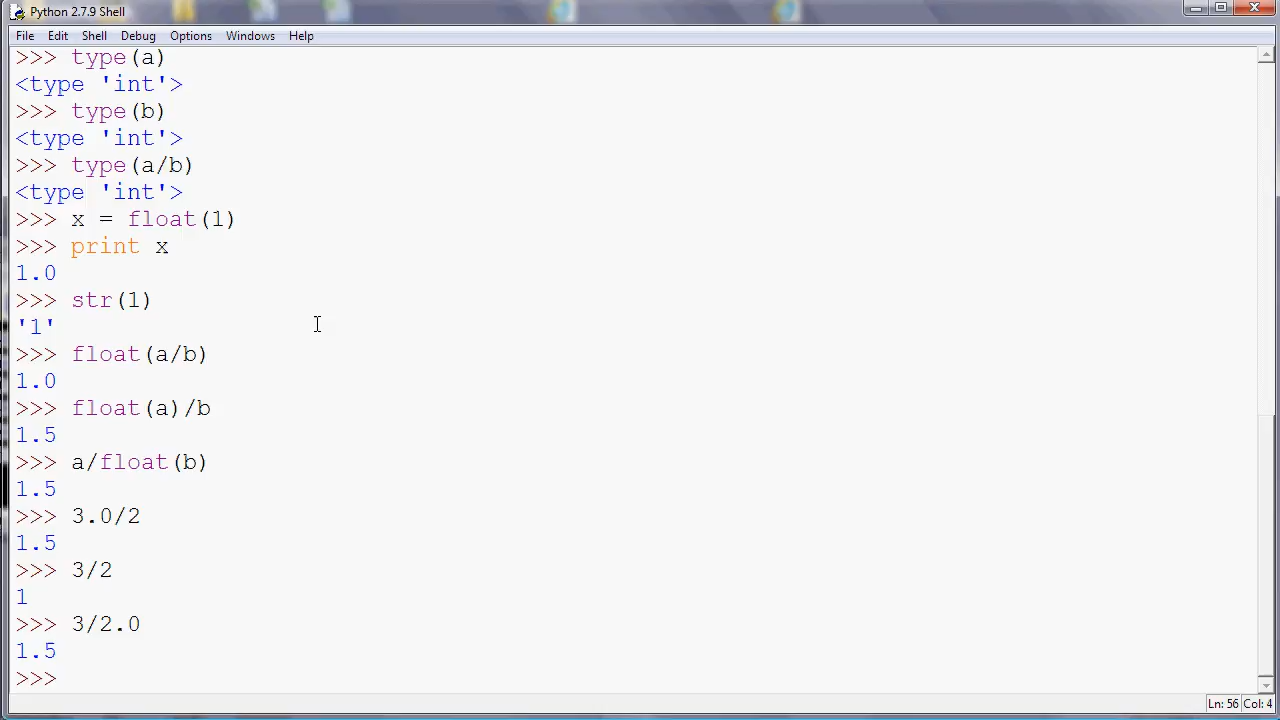 Python 2.7.9 Shell
File Edit Shell Debug Options Windows Help
>>> type(a)
<type 'int'>
>>> type(b)
<type 'int'>
>>> type(a/b)
<type 'int'>
>>> x = float(1)
>>> print x
1.0
>>> str(1)
'1'
>>> float(a/b)
1.0
>>> float(a)/b
1.5
>>> a/float(b)
1.5
>>> 3.0/2
1.5
>>> 3/2
1
>>> 3/2.0
1.5
>>>
Ln: 56 Col: 4